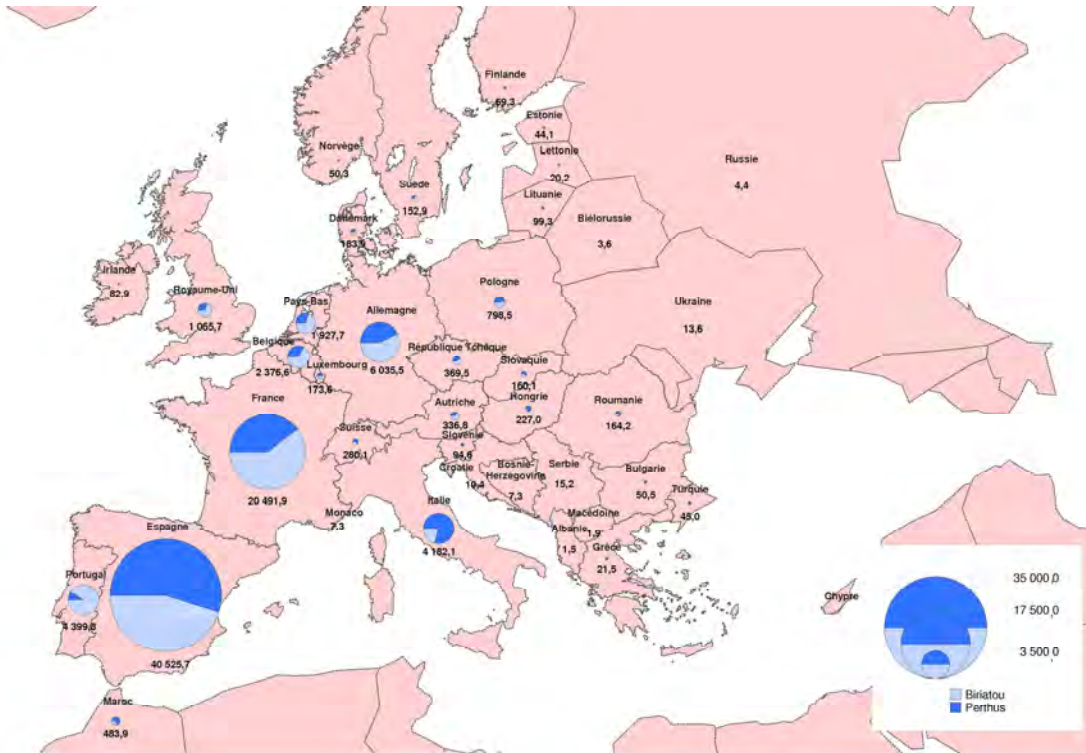 Finlande
69,3
Estonie
44,1
Lettonie
20,2
Norvège
50,3
Russie
4,4
Suède
152,9
Lituanie
99,3
Biélorussie
3,6
Danemark
183,9
Irlande
82,9
Royaume-Uni
1 065,7
Pays-Bas
1 927,7
Allemagne
6 035,5
Pologne
798,5
Ukraine
13,6
Belgique
2 376,6
Luxembourg
173,6
République Tchèque
369,5
Slovaquie
160,1
France
20 491,9
Autriche
336,8
Hongrie
227,0
Roumanie
164,2
Suisse
280,1
Slovénie
94,6
Croatie
10,4
Bosnie-
Herzegovine
7,3
Serbie
15,2
Bulgarie
50,5
Turquie
45,0
Monaco
7,3
Italie
4 182,1
Macédoine
1,9
Albanie
1,5
Grèce
21,5
Espagne
40 525,7
Portugal
4 399,8
Chypre
Maroc
483,9
35 000,0
17 500,0
3 500,0
Biriatou
Perthus